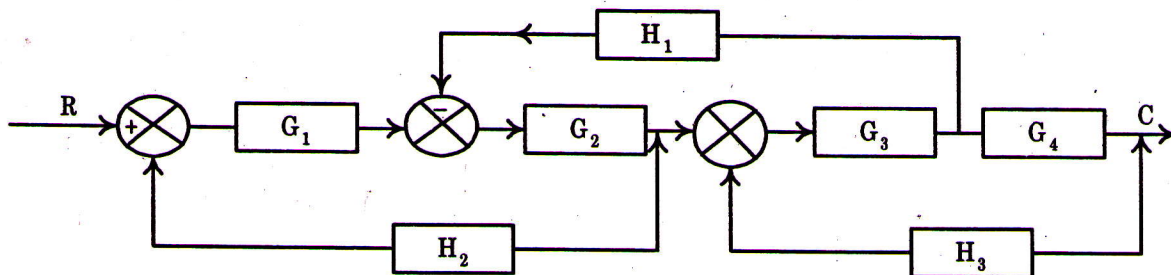 H₁
R
+
−
G₁
G₂
G₃
G₄
C
H₂
H₃